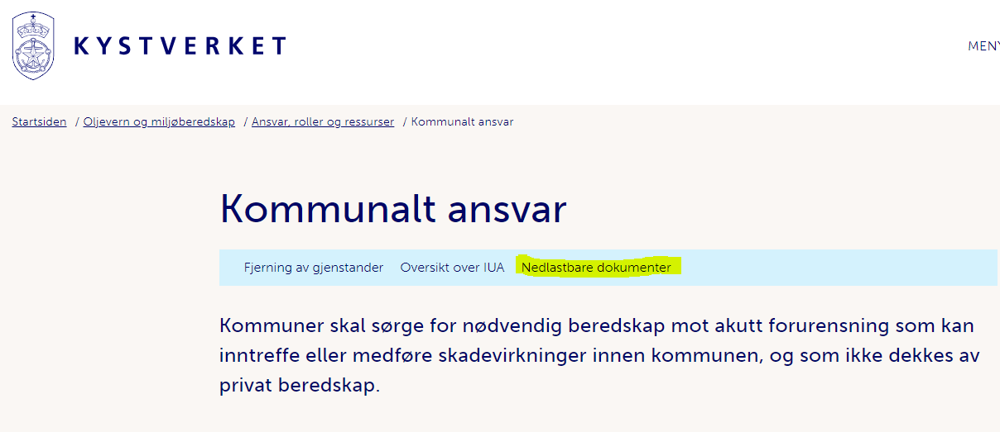 KYSTVERKET
MENY
Startsiden / Oljevern og miljøberedskap / Ansvar, roller og ressurser / Kommunalt ansvar
Kommunalt ansvar
Fjerning av gjenstander Oversikt over IUA Nedlastbare dokumenter
Kommuner skal sørge for nødvendig beredskap mot akutt forurensning som kan
inntreffe eller medføre skadevirkninger innen kommunen, og som ikke dekkes av
privat beredskap.